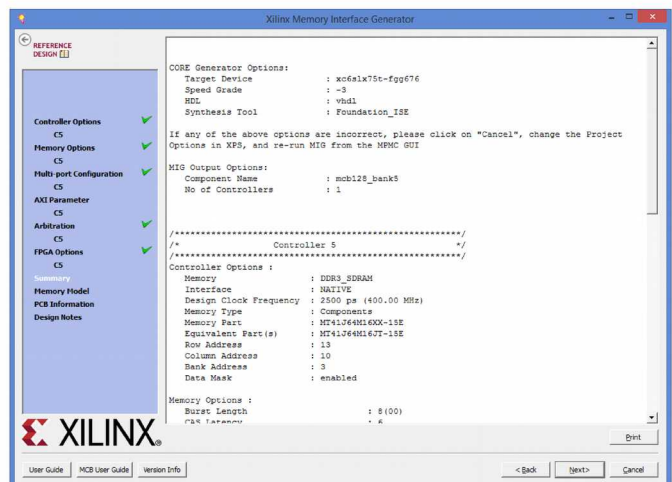 Xilinx Memory Interface Generator
REFERENCE
DESIGN
Controller Options
C5
Memory Options
C5
Multi-port Configuration
C5
AXI Parameter
C5
Arbitration
C5
FPGA Options
C5
Summary
Memory Model
PCB Information
Design Notes
XILINX®
CORE Generator Options:
Target Device : xc6slx75t-fgg676
Speed Grade : -3
HDL : vhdl
Synthesis Tool : Foundation_ISE
If any of the above options are incorrect, please click on "Cancel", change the Project
Options in XPS, and re-run MIG from the MPMC GUI
MIG Output Options:
Component Name : mcb128_bank5
No of Controllers : 1
/*******************************************************/
/* Controller 5 */
/*******************************************************/
Controller Options :
Memory : DDR3_SDRAM
Interface : NATIVE
Design Clock Frequency : 2500 ps (400.00 MHz)
Memory Type : Components
Memory Part : MT41J64M16XX-15E
Equivalent Part(s) : MT41J64M16JT-15E
Row Address : 13
Column Address : 10
Bank Address : 3
Data Mask : enabled
Memory Options :
Burst Length : 8(00)
CAS Latency : 6
Print
User Guide
MCB User Guide
Version Info
< Back
Next>
Cancel